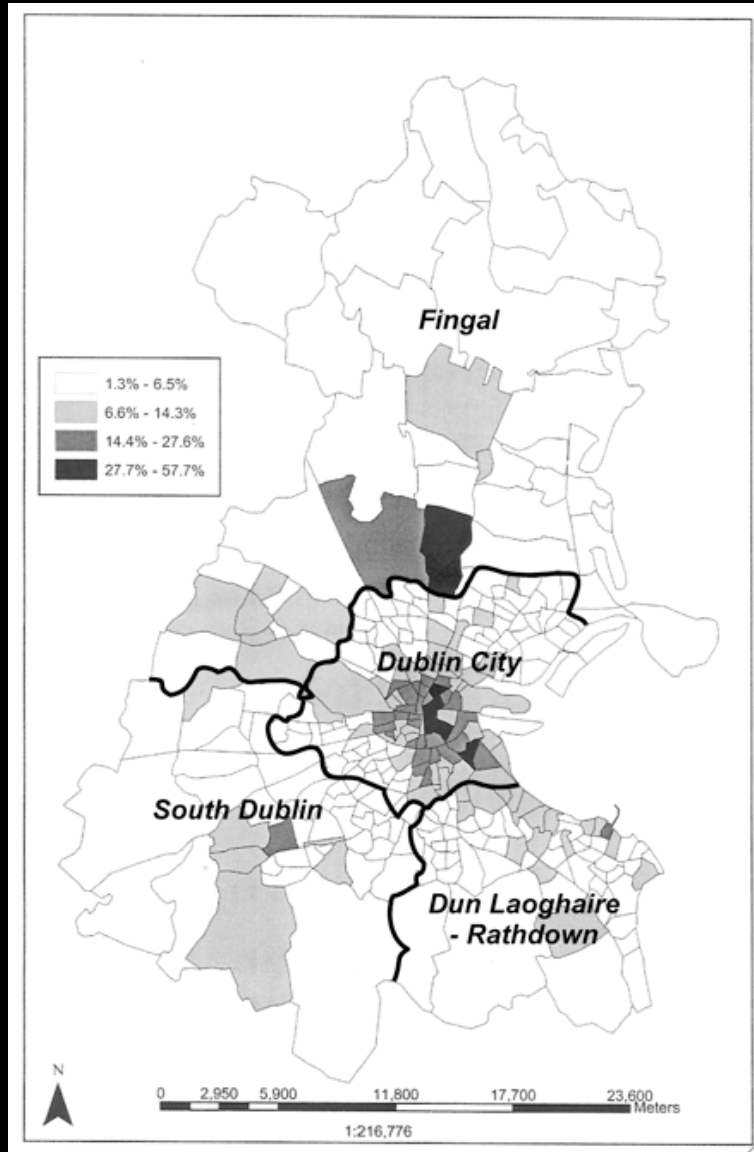 Fingal
1.3% - 6.5%
6.6% - 14.3%
14.4% - 27.6%
27.7% - 57.7%
Dublin City
South Dublin
Dun Laoghaire
- Rathdown
N
0 2,950 5,900 11,800 17,700 23,600
Meters
1:216,776